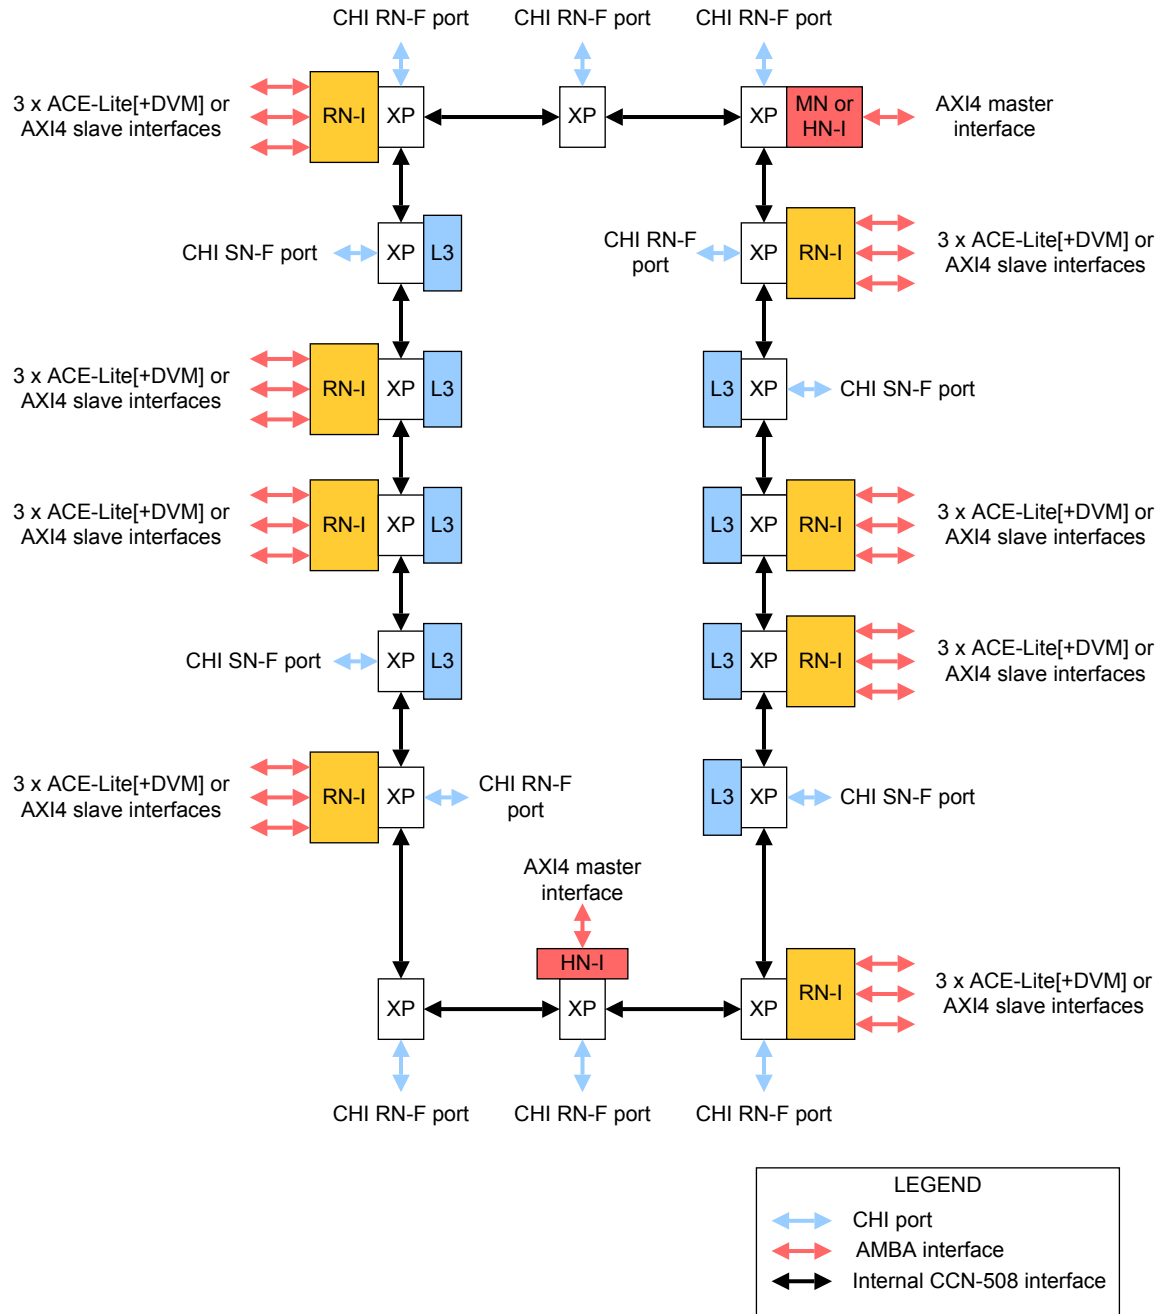 CHI RN-F port
CHI RN-F port
CHI RN-F port
3 x ACE-Lite[+DVM] or
AXI4 slave interfaces
RN-I
XP
XP
XP
MN or
HN-I
AXI4 master
interface
CHI SN-F port
XP
L3
CHI RN-F
port
XP
RN-I
3 x ACE-Lite[+DVM] or
AXI4 slave interfaces
3 x ACE-Lite[+DVM] or
AXI4 slave interfaces
RN-I
XP
L3
L3
XP
CHI SN-F port
3 x ACE-Lite[+DVM] or
AXI4 slave interfaces
RN-I
XP
L3
L3
XP
RN-I
3 x ACE-Lite[+DVM] or
AXI4 slave interfaces
CHI SN-F port
XP
L3
L3
XP
RN-I
3 x ACE-Lite[+DVM] or
AXI4 slave interfaces
3 x ACE-Lite[+DVM] or
AXI4 slave interfaces
RN-I
XP
CHI RN-F
port
L3
XP
CHI SN-F port
AXI4 master
interface
HN-I
XP
XP
XP
RN-I
3 x ACE-Lite[+DVM] or
AXI4 slave interfaces
CHI RN-F port
CHI RN-F port
CHI RN-F port
LEGEND
CHI port
AMBA interface
Internal CCN-508 interface